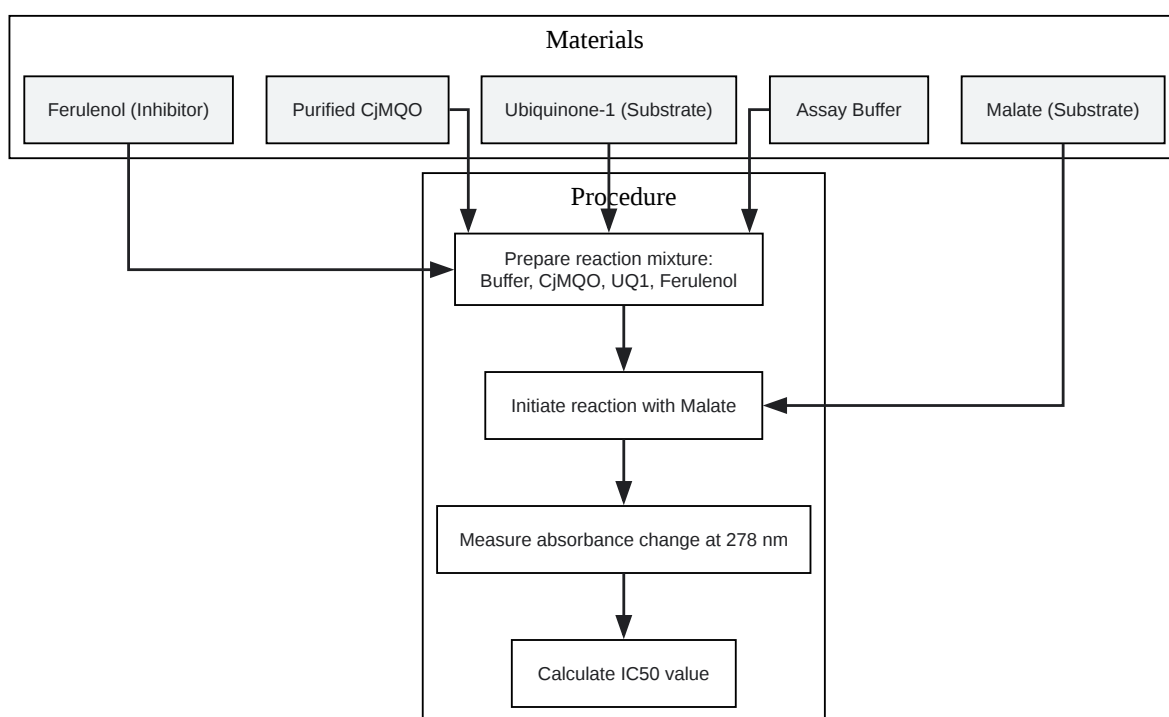 Materials
Ferulenol (Inhibitor)
Purified CjMQO
Ubiquinone-1 (Substrate)
Assay Buffer
Malate (Substrate)
Procedure
Prepare reaction mixture:
Buffer, CjMQO, UQ1, Ferulenol
Initiate reaction with Malate
Measure absorbance change at 278 nm
Calculate IC50 value